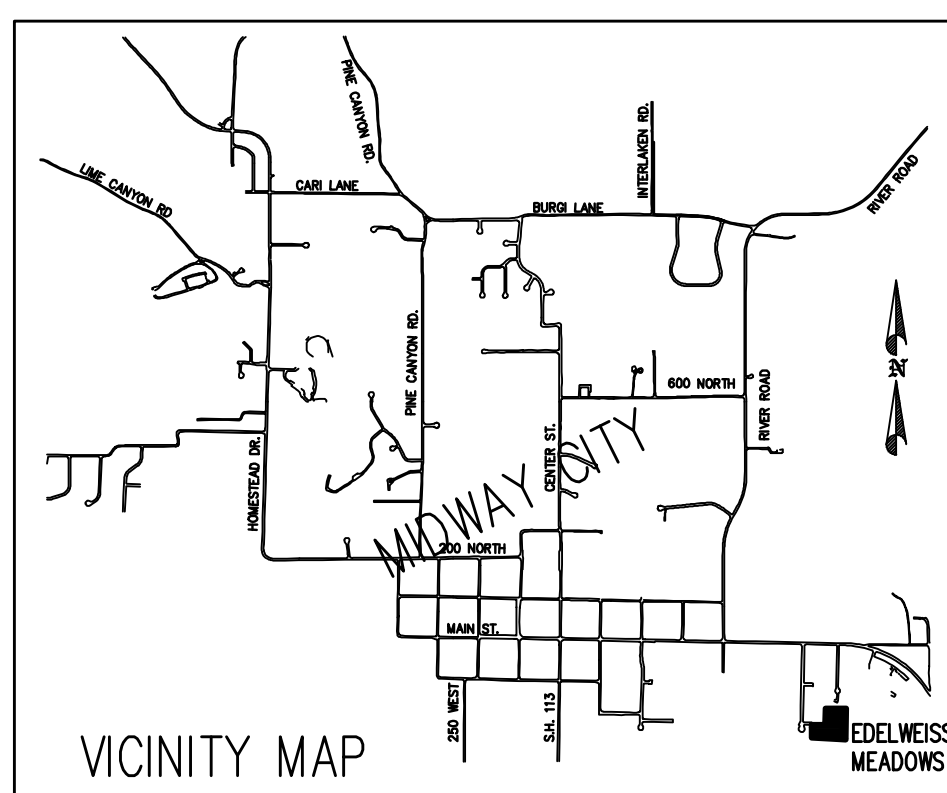 PINE CANYON RD.
INTERLAKEN RD.
RIVER ROAD
LIME CANYON RD
CARI LANE
BURGI LANE
N
PINE CANYON RD.
600 NORTH
RIVER ROAD
HOMESTEAD DR.
CENTER ST.
MIDWAY CITY
200 NORTH
MAIN ST.
250 WEST
S.H. 113
EDELWEISS
MEADOWS
VICINITY MAP